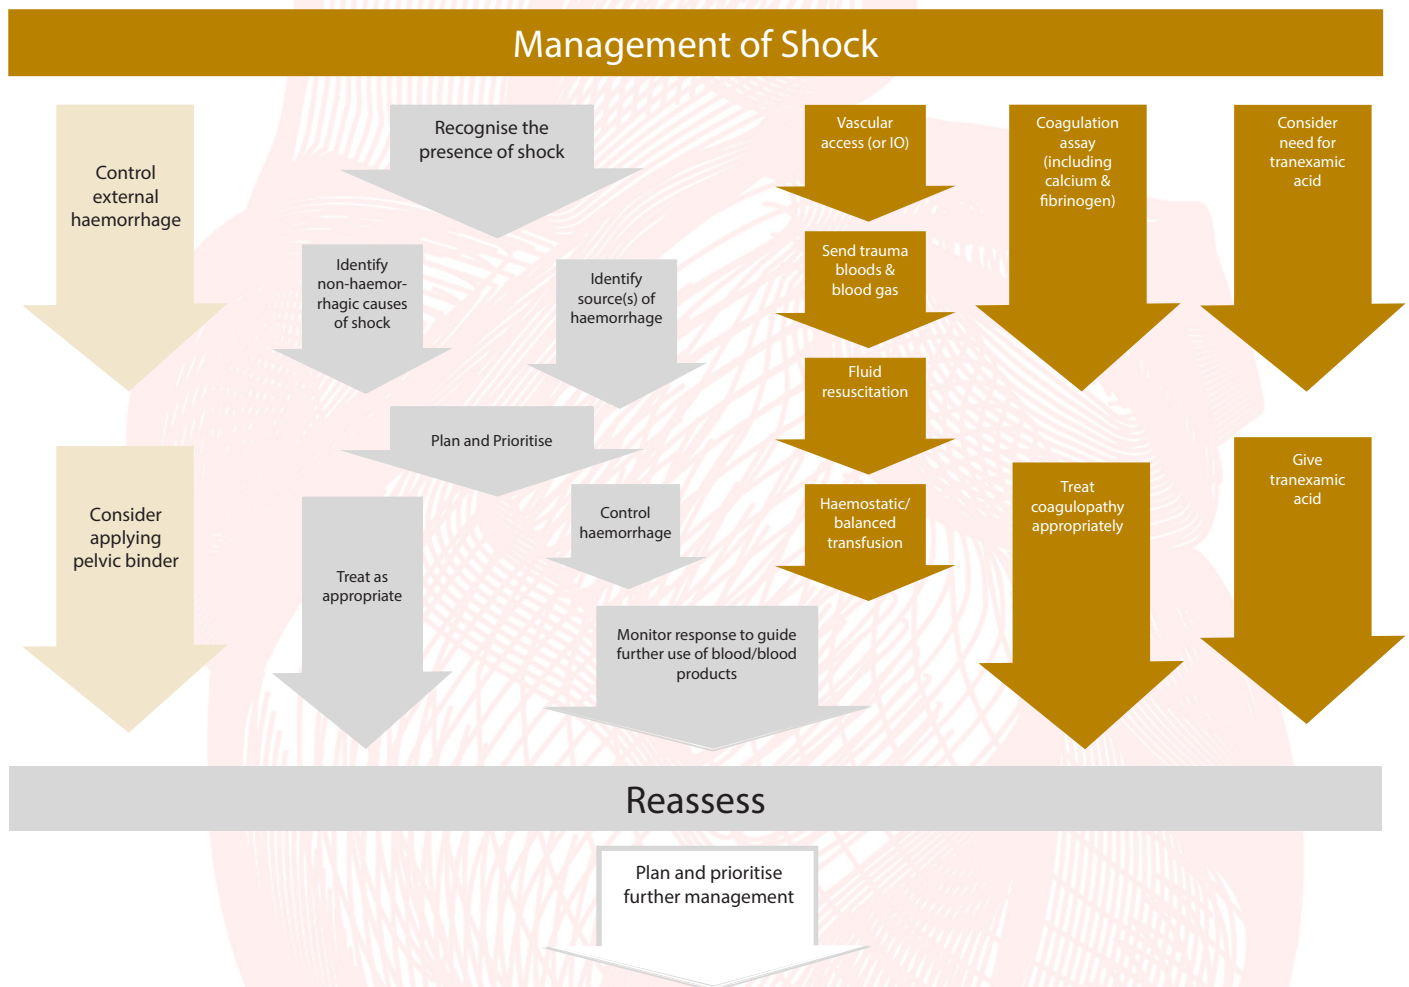 Management of Shock
Control
external
haemorrhage
Consider
applying
pelvic binder
Recognise the
presence of shock
Identify
non-haemor-
rhagic causes
of shock
Identify
source(s) of
haemorrhage
Plan and Prioritise
Treat as
appropriate
Control
haemorrhage
Monitor response to guide
further use of blood/blood
products
Vascular
access (or IO)
Send trauma
bloods &
blood gas
Fluid
resuscitation
Haemostatic/
balanced
transfusion
Coagulation
assay
(including
calcium &
fibrinogen)
Treat
coagulopathy
appropriately
Consider
need for
tranexamic
acid
Give
tranexamic
acid
Reassess
Plan and prioritise
further management